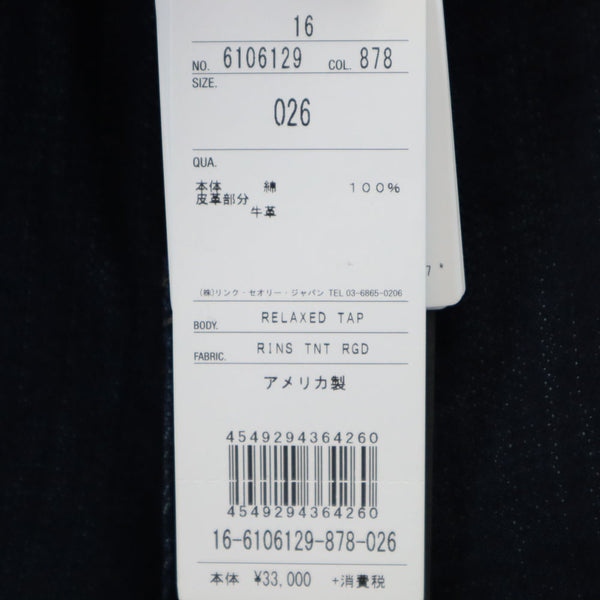 16
NO. 6106129 COL. 878
SIZE.
026
QUA.
本体 綿 100%
皮革部分
牛革
7 *
(株)リンク・セオリー・ジャパン TEL 03-6865-0206
BODY. RELAXED TAP
FABRIC. RINS TNT RGD
アメリカ製
4549294364260
4549294364260
16-6106129-878-026
本体 ¥33,000 +消費税